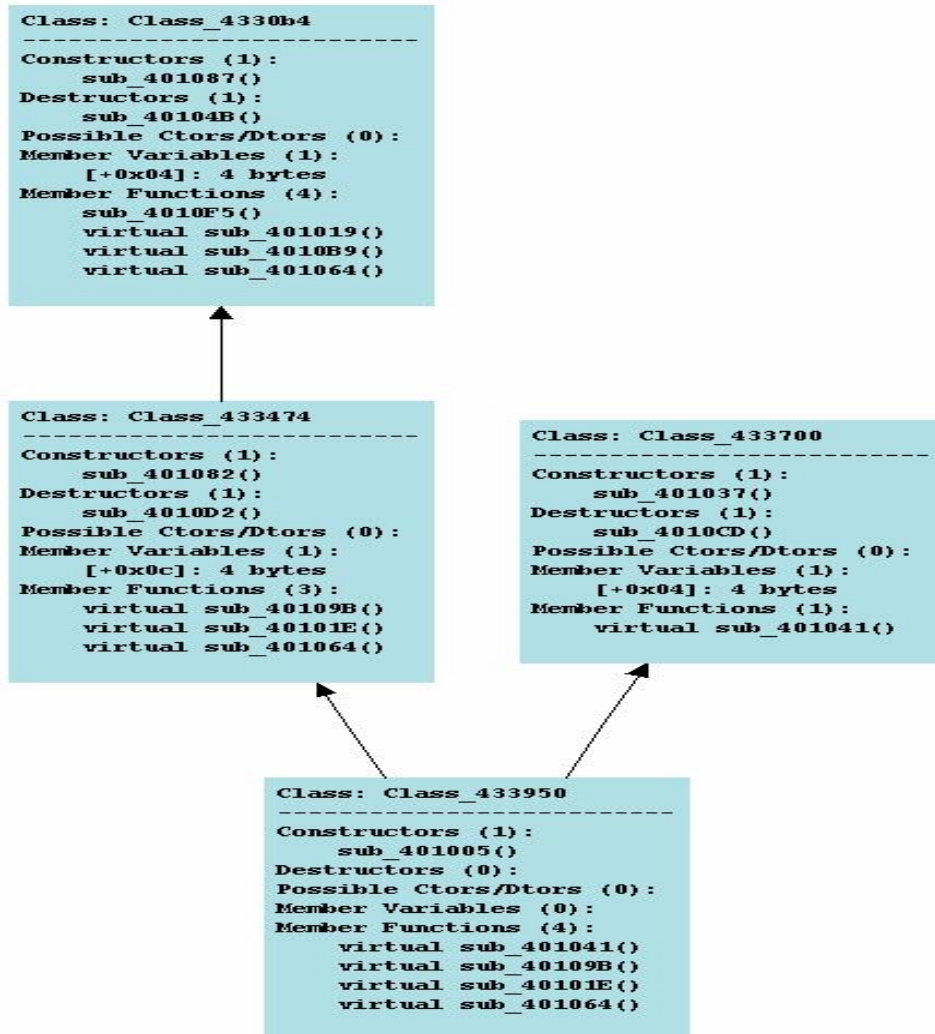 Class: Class_4330b4
---------------------------
Constructors (1):
sub_401087()
Destructors (1):
sub_40104B()
Possible Ctors/Dtors (0):
Member Variables (1):
[+0x04]: 4 bytes
Member Functions (4):
sub_4010F5()
virtual sub_401019()
virtual sub_4010B9()
virtual sub_401064()
Class: Class_433474
---------------------------
Constructors (1):
sub_401082()
Destructors (1):
sub_4010D2()
Possible Ctors/Dtors (0):
Member Variables (1):
[+0x0c]: 4 bytes
Member Functions (3):
virtual sub_40109B()
virtual sub_40101E()
virtual sub_401064()
Class: Class_433700
---------------------------
Constructors (1):
sub_401037()
Destructors (1):
sub_4010CD()
Possible Ctors/Dtors (0):
Member Variables (1):
[+0x04]: 4 bytes
Member Functions (1):
virtual sub_401041()
Class: Class_433950
---------------------------
Constructors (1):
sub_401005()
Destructors (0):
Possible Ctors/Dtors (0):
Member Variables (0):
Member Functions (4):
virtual sub_401041()
virtual sub_40109B()
virtual sub_40101E()
virtual sub_401064()